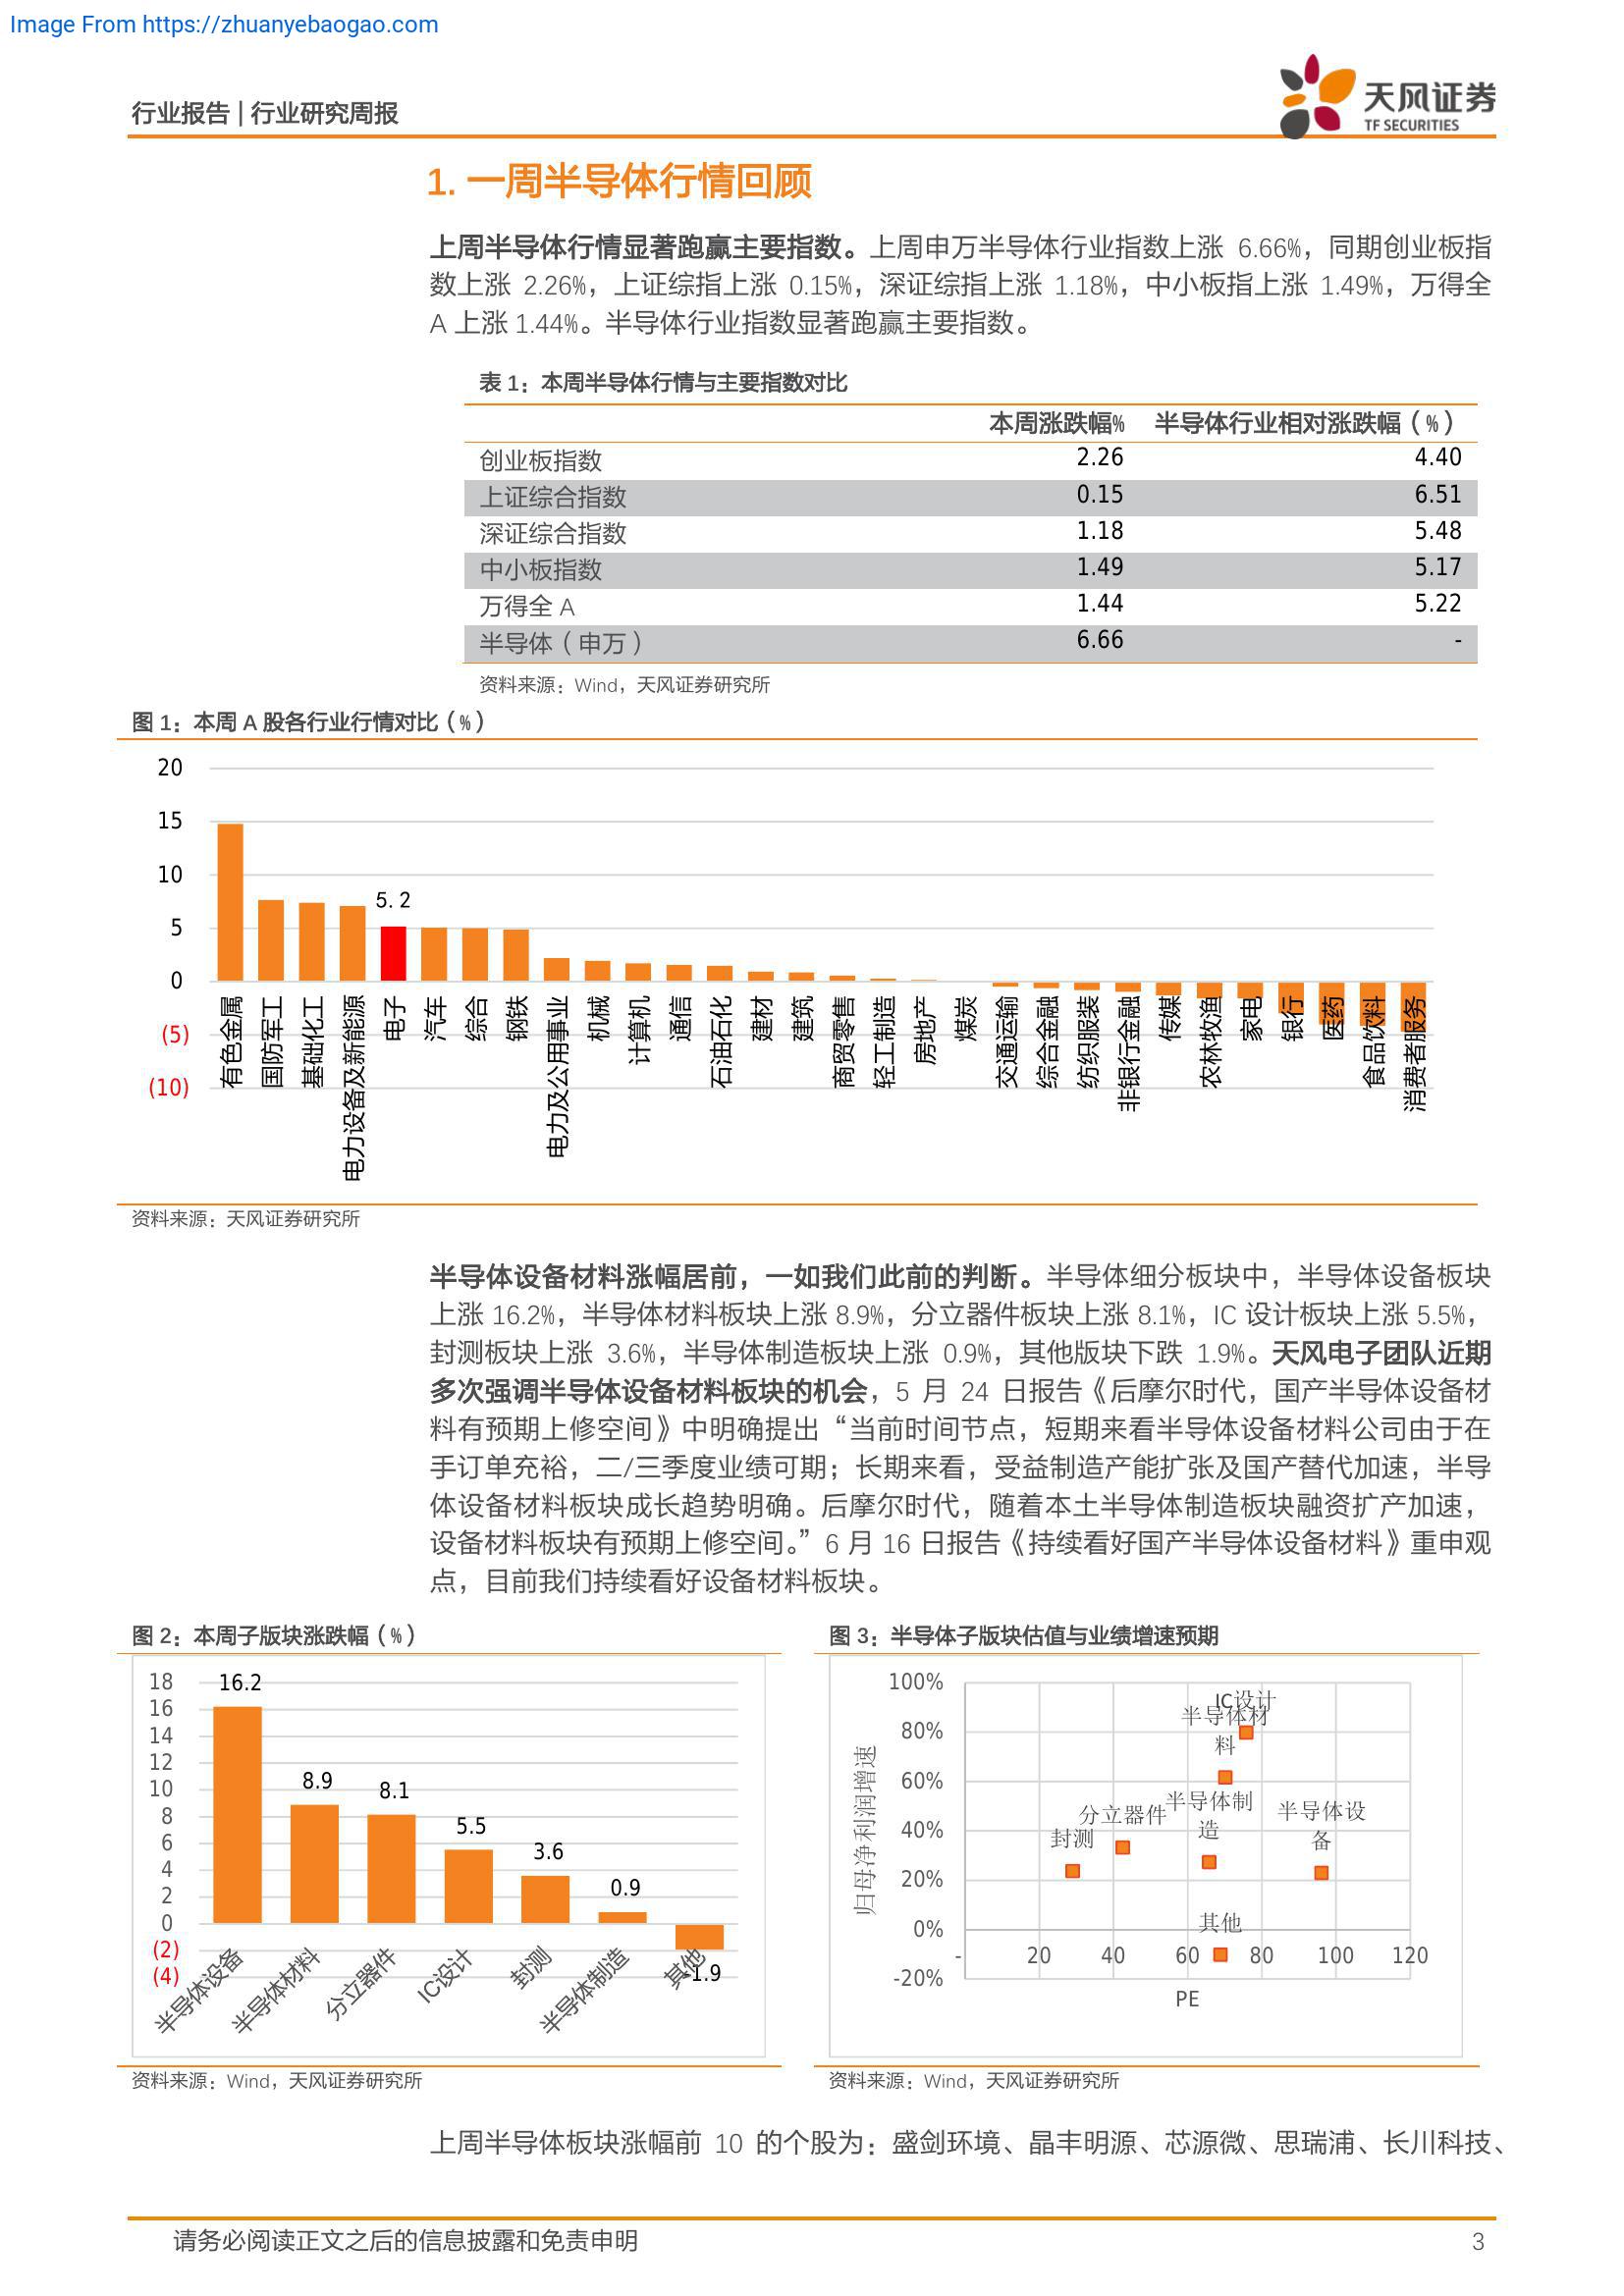 Image From https://zhuanyebaogao.com
行业报告 | 行业研究周报
天风证券
TF SECURITIES
1. 一周半导体行情回顾
上周半导体行情显著跑赢主要指数。上周申万半导体行业指数上涨 6.66%，同期创业板指
数上涨 2.26%，上证综指上涨 0.15%，深证综指上涨 1.18%，中小板指上涨 1.49%，万得全
A 上涨 1.44%。半导体行业指数显著跑赢主要指数。
表 1：本周半导体行情与主要指数对比
本周涨跌幅% 半导体行业相对涨跌幅（%）
创业板指数 2.26 4.40
上证综合指数 0.15 6.51
深证综合指数 1.18 5.48
中小板指数 1.49 5.17
万得全 A 1.44 5.22
半导体（申万） 6.66 -
资料来源：Wind，天风证券研究所
图 1：本周 A 股各行业行情对比（%）
20
15
10
5
0
(5)
(10)
5.2
有色金属
国防军工
基础化工
电力设备及新能源
电子
汽车
综合
钢铁
电力及公用事业
机械
计算机
通信
石油石化
建材
建筑
商贸零售
轻工制造
房地产
煤炭
交通运输
综合金融
纺织服装
非银行金融
传媒
农林牧渔
家电
银行
医药
食品饮料
消费者服务
资料来源：天风证券研究所
半导体设备材料涨幅居前，一如我们此前的判断。半导体细分板块中，半导体设备板块
上涨 16.2%，半导体材料板块上涨 8.9%，分立器件板块上涨 8.1%，IC 设计板块上涨 5.5%，
封测板块上涨 3.6%，半导体制造板块上涨 0.9%，其他版块下跌 1.9%。天风电子团队近期
多次强调半导体设备材料板块的机会，5 月 24 日报告《后摩尔时代，国产半导体设备材
料有预期上修空间》中明确提出“当前时间节点，短期来看半导体设备材料公司由于在
手订单充裕，二/三季度业绩可期；长期来看，受益制造产能扩张及国产替代加速，半导
体设备材料板块成长趋势明确。后摩尔时代，随着本土半导体制造板块融资扩产加速，
设备材料板块有预期上修空间。”6 月 16 日报告《持续看好国产半导体设备材料》重申观
点，目前我们持续看好设备材料板块。
图 2：本周子版块涨跌幅（%）
18
16
14
12
10
8
6
4
2
0
(2)
(4)
16.2
8.9
8.1
5.5
3.6
0.9
-1.9
半导体设备
半导体材料
分立器件
IC设计
封测
半导体制造
其他
资料来源：Wind，天风证券研究所
图 3：半导体子版块估值与业绩增速预期
归母净利润增速
100%
80%
60%
40%
20%
0%
-20%
IC设计
半导体材
料
半导体制
造
分立器件
封测
半导体设
备
其他
- 20 40 60 80 100 120
PE
资料来源：Wind，天风证券研究所
上周半导体板块涨幅前 10 的个股为：盛剑环境、晶丰明源、芯源微、思瑞浦、长川科技、
请务必阅读正文之后的信息披露和免责申明
3